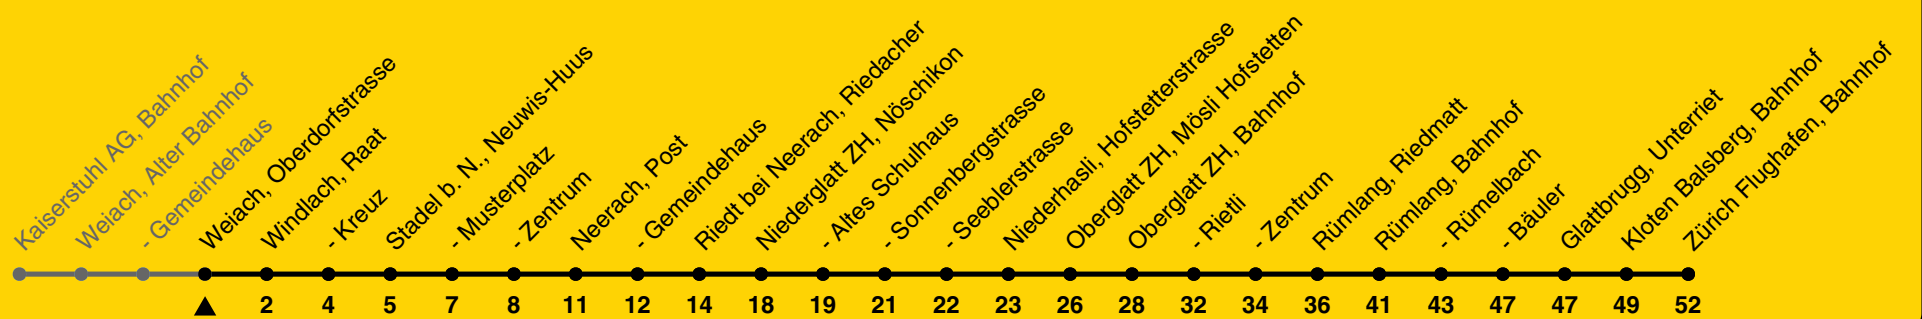 Kaiserstuhl AG, Bahnhof
Weiach, Alter Bahnhof
- Gemeindehaus
Weiach, Oberdorfstrasse
Windlach, Raat
- Kreuz
Stadel b. N., Neuwis-Huus
- Musterplatz
- Zentrum
Neerach, Post
- Gemeindehaus
Riedt bei Neerach, Riedacher
Niederglatt ZH, Nöschikon
- Altes Schulhaus
- Sonnenbergstrasse
- Seeblerstrasse
Niederhasli, Hofstetterstrasse
Oberglatt ZH, Mösli Hofstetten
Oberglatt ZH, Bahnhof
- Rietli
- Zentrum
Rümlang, Riedmatt
Rümlang, Bahnhof
- Rümelbach
- Bäuler
Glattbrugg, Unterriet
Kloten Balsberg, Bahnhof
Zürich Flughafen, Bahnhof
2 4 5 7 8 11 12 14 18 19 21 22 23 26 28 32 34 36 41 43 47 47 49 52